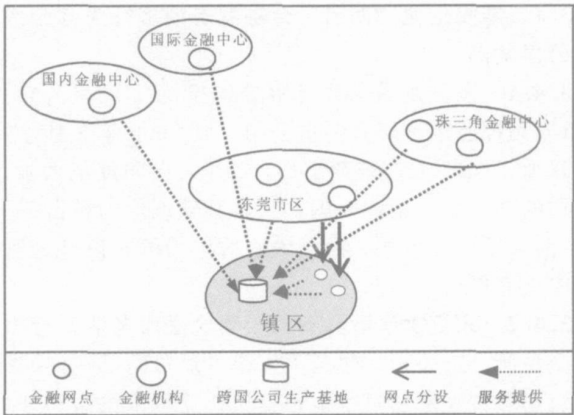 国际金融中心
国内金融中心
珠三角金融中心
东莞市区
镇区
金融网点 金融机构 跨国公司生产基地 网点分设 服务提供